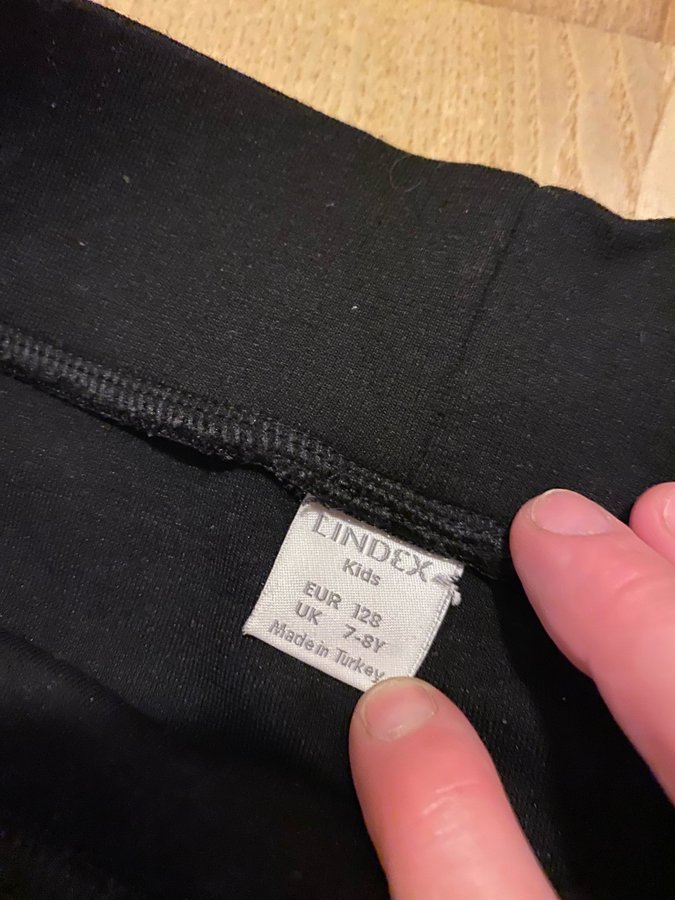 LINDEX
Kids
EUR 128
UK 7-8Y
Made in Turkey